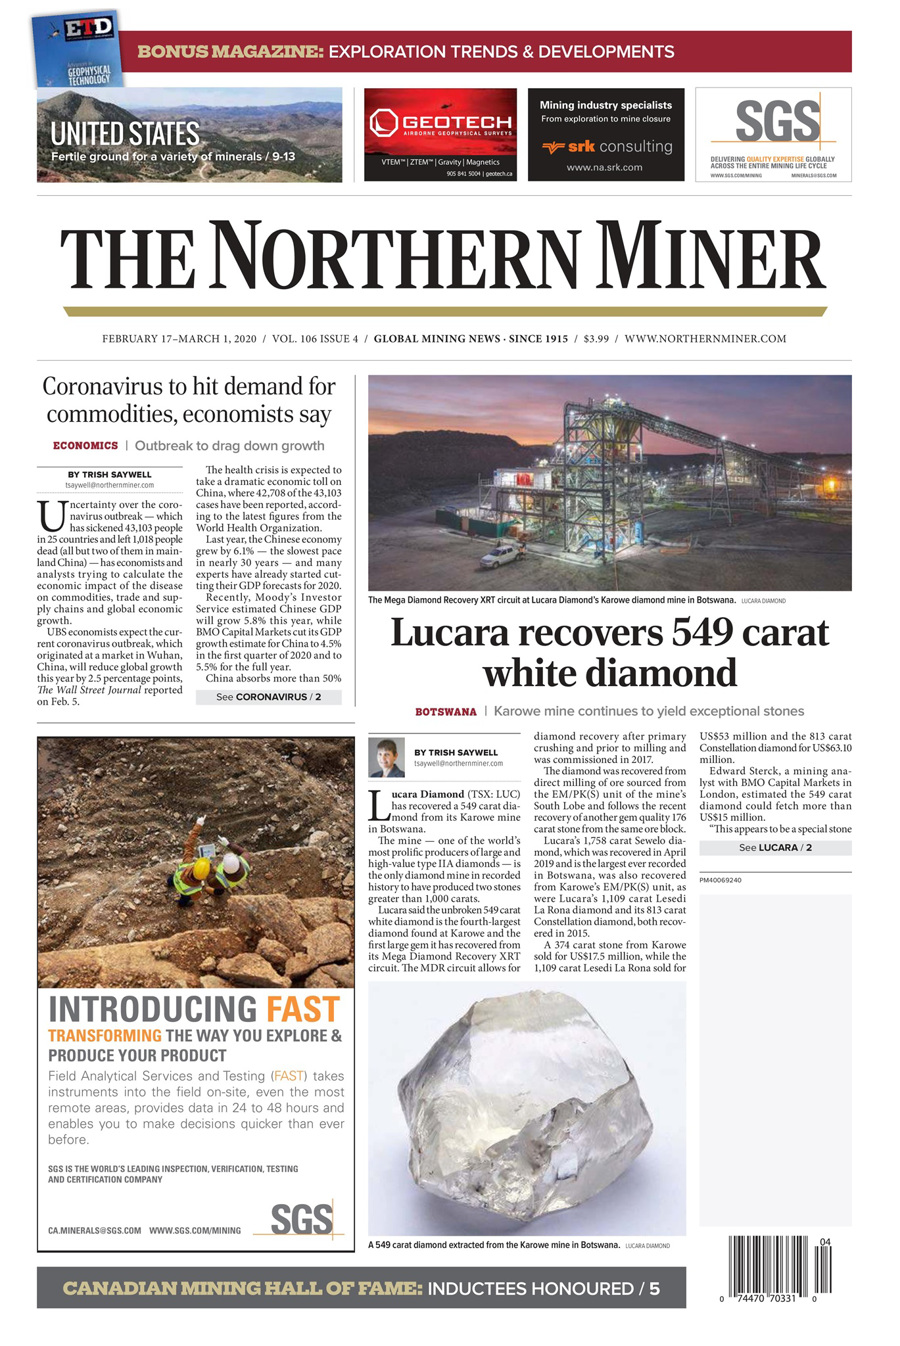 ETD
GEOPHYSICAL
TECHNOLOGY
BONUS MAGAZINE: EXPLORATION TRENDS & DEVELOPMENTS
UNITED STATES
Fertile ground for a variety of minerals / 9-13
GEOTECH
AIRBORNE GEOPHYSICAL SURVEYS
VTEM™ | ZTEM™ | Gravity | Magnetics
905 841 5004 | geotech.ca
Mining industry specialists
From exploration to mine closure
srk consulting
www.na.srk.com
SGS
DELIVERING QUALITY EXPERTISE GLOBALLY
ACROSS THE ENTIRE MINING LIFE CYCLE
WWW.SGS.COM/MINING MINERALS@SGS.COM
THE NORTHERN MINER
FEBRUARY 17–MARCH 1, 2020 / VOL. 106 ISSUE 4 / GLOBAL MINING NEWS · SINCE 1915 / $3.99 / WWW.NORTHERNMINER.COM
Coronavirus to hit demand for
commodities, economists say
ECONOMICS | Outbreak to drag down growth
BY TRISH SAYWELL
tsaywell@northernminer.com
Uncertainty over the coro-
navirus outbreak — which
has sickened 43,103 people
in 25 countries and left 1,018 people
dead (all but two of them in main-
land China) — has economists and
analysts trying to calculate the
economic impact of the disease
on commodities, trade and sup-
ply chains and global economic
growth.
UBS economists expect the cur-
rent coronavirus outbreak, which
originated at a market in Wuhan,
China, will reduce global growth
this year by 2.5 percentage points,
The Wall Street Journal reported
on Feb. 5.
The health crisis is expected to
take a dramatic economic toll on
China, where 42,708 of the 43,103
cases have been reported, accord-
ing to the latest figures from the
World Health Organization.
Last year, the Chinese economy
grew by 6.1% — the slowest pace
in nearly 30 years — and many
experts have already started cut-
ting their GDP forecasts for 2020.
Recently, Moody's Investor
Service estimated Chinese GDP
will grow 5.8% this year, while
BMO Capital Markets cut its GDP
growth estimate for China to 4.5%
in the first quarter of 2020 and to
5.5% for the full year.
China absorbs more than 50%
See CORONAVIRUS / 2
The Mega Diamond Recovery XRT circuit at Lucara Diamond's Karowe diamond mine in Botswana. LUCARA DIAMOND
Lucara recovers 549 carat
white diamond
BOTSWANA | Karowe mine continues to yield exceptional stones
BY TRISH SAYWELL
tsaywell@northernminer.com
Lucara Diamond (TSX: LUC)
has recovered a 549 carat dia-
mond from its Karowe mine
in Botswana.
The mine — one of the world's
most prolific producers of large and
high-value type IIA diamonds — is
the only diamond mine in recorded
history to have produced two stones
greater than 1,000 carats.
Lucara said the unbroken 549 carat
white diamond is the fourth-largest
diamond found at Karowe and the
first large gem it has recovered from
its Mega Diamond Recovery XRT
circuit. The MDR circuit allows for
diamond recovery after primary
crushing and prior to milling and
was commissioned in 2017.
The diamond was recovered from
direct milling of ore sourced from
the EM/PK(S) unit of the mine's
South Lobe and follows the recent
recovery of another gem quality 176
carat stone from the same ore block.
Lucara's 1,758 carat Sewelo dia-
mond, which was recovered in April
2019 and is the largest ever recorded
in Botswana, was also recovered
from Karowe's EM/PK(S) unit, as
were Lucara's 1,109 carat Lesedi
La Rona diamond and its 813 carat
Constellation diamond, both recov-
ered in 2015.
A 374 carat stone from Karowe
sold for US$17.5 million, while the
1,109 carat Lesedi La Rona sold for
US$53 million and the 813 carat
Constellation diamond for US$63.10
million.
Edward Sterck, a mining ana-
lyst with BMO Capital Markets in
London, estimated the 549 carat
diamond could fetch more than
US$15 million.
"This appears to be a special stone
See LUCARA / 2
PM40069240
INTRODUCING FAST
TRANSFORMING THE WAY YOU EXPLORE &
PRODUCE YOUR PRODUCT
Field Analytical Services and Testing (FAST) takes
instruments into the field on-site, even the most
remote areas, provides data in 24 to 48 hours and
enables you to make decisions quicker than ever
before.
SGS IS THE WORLD'S LEADING INSPECTION, VERIFICATION, TESTING
AND CERTIFICATION COMPANY
CA.MINERALS@SGS.COM WWW.SGS.COM/MINING
SGS
A 549 carat diamond extracted from the Karowe mine in Botswana. LUCARA DIAMOND
CANADIAN MINING HALL OF FAME: INDUCTEES HONOURED / 5
04
0 74470 70331 0